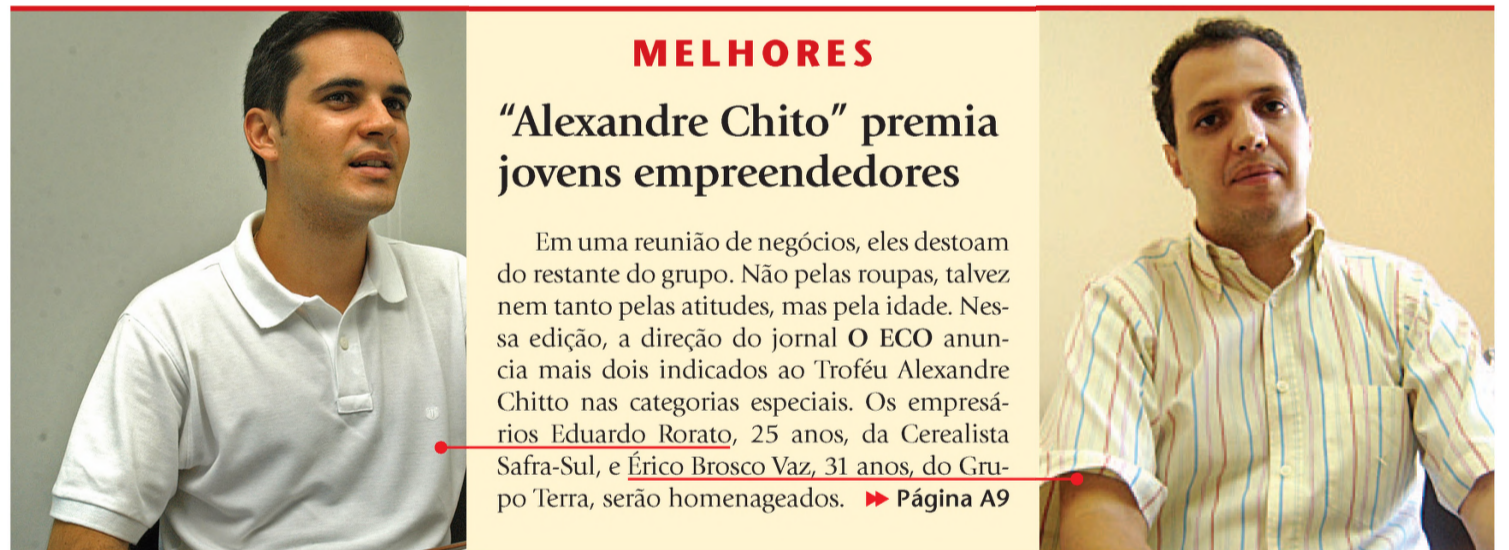 MELHORES
“Alexandre Chito” premia
jovens empreendedores
Em uma reunião de negócios, eles destoam
do restante do grupo. Não pelas roupas, talvez
nem tanto pelas atitudes, mas pela idade. Nes-
sa edição, a direção do jornal O ECO anun-
cia mais dois indicados ao Troféu Alexandre
Chitto nas categorias especiais. Os empresá-
rios Eduardo Rorato, 25 anos, da Cerealista
Safra-Sul, e Érico Brosco Vaz, 31 anos, do Gru-
po Terra, serão homenageados. Página A9